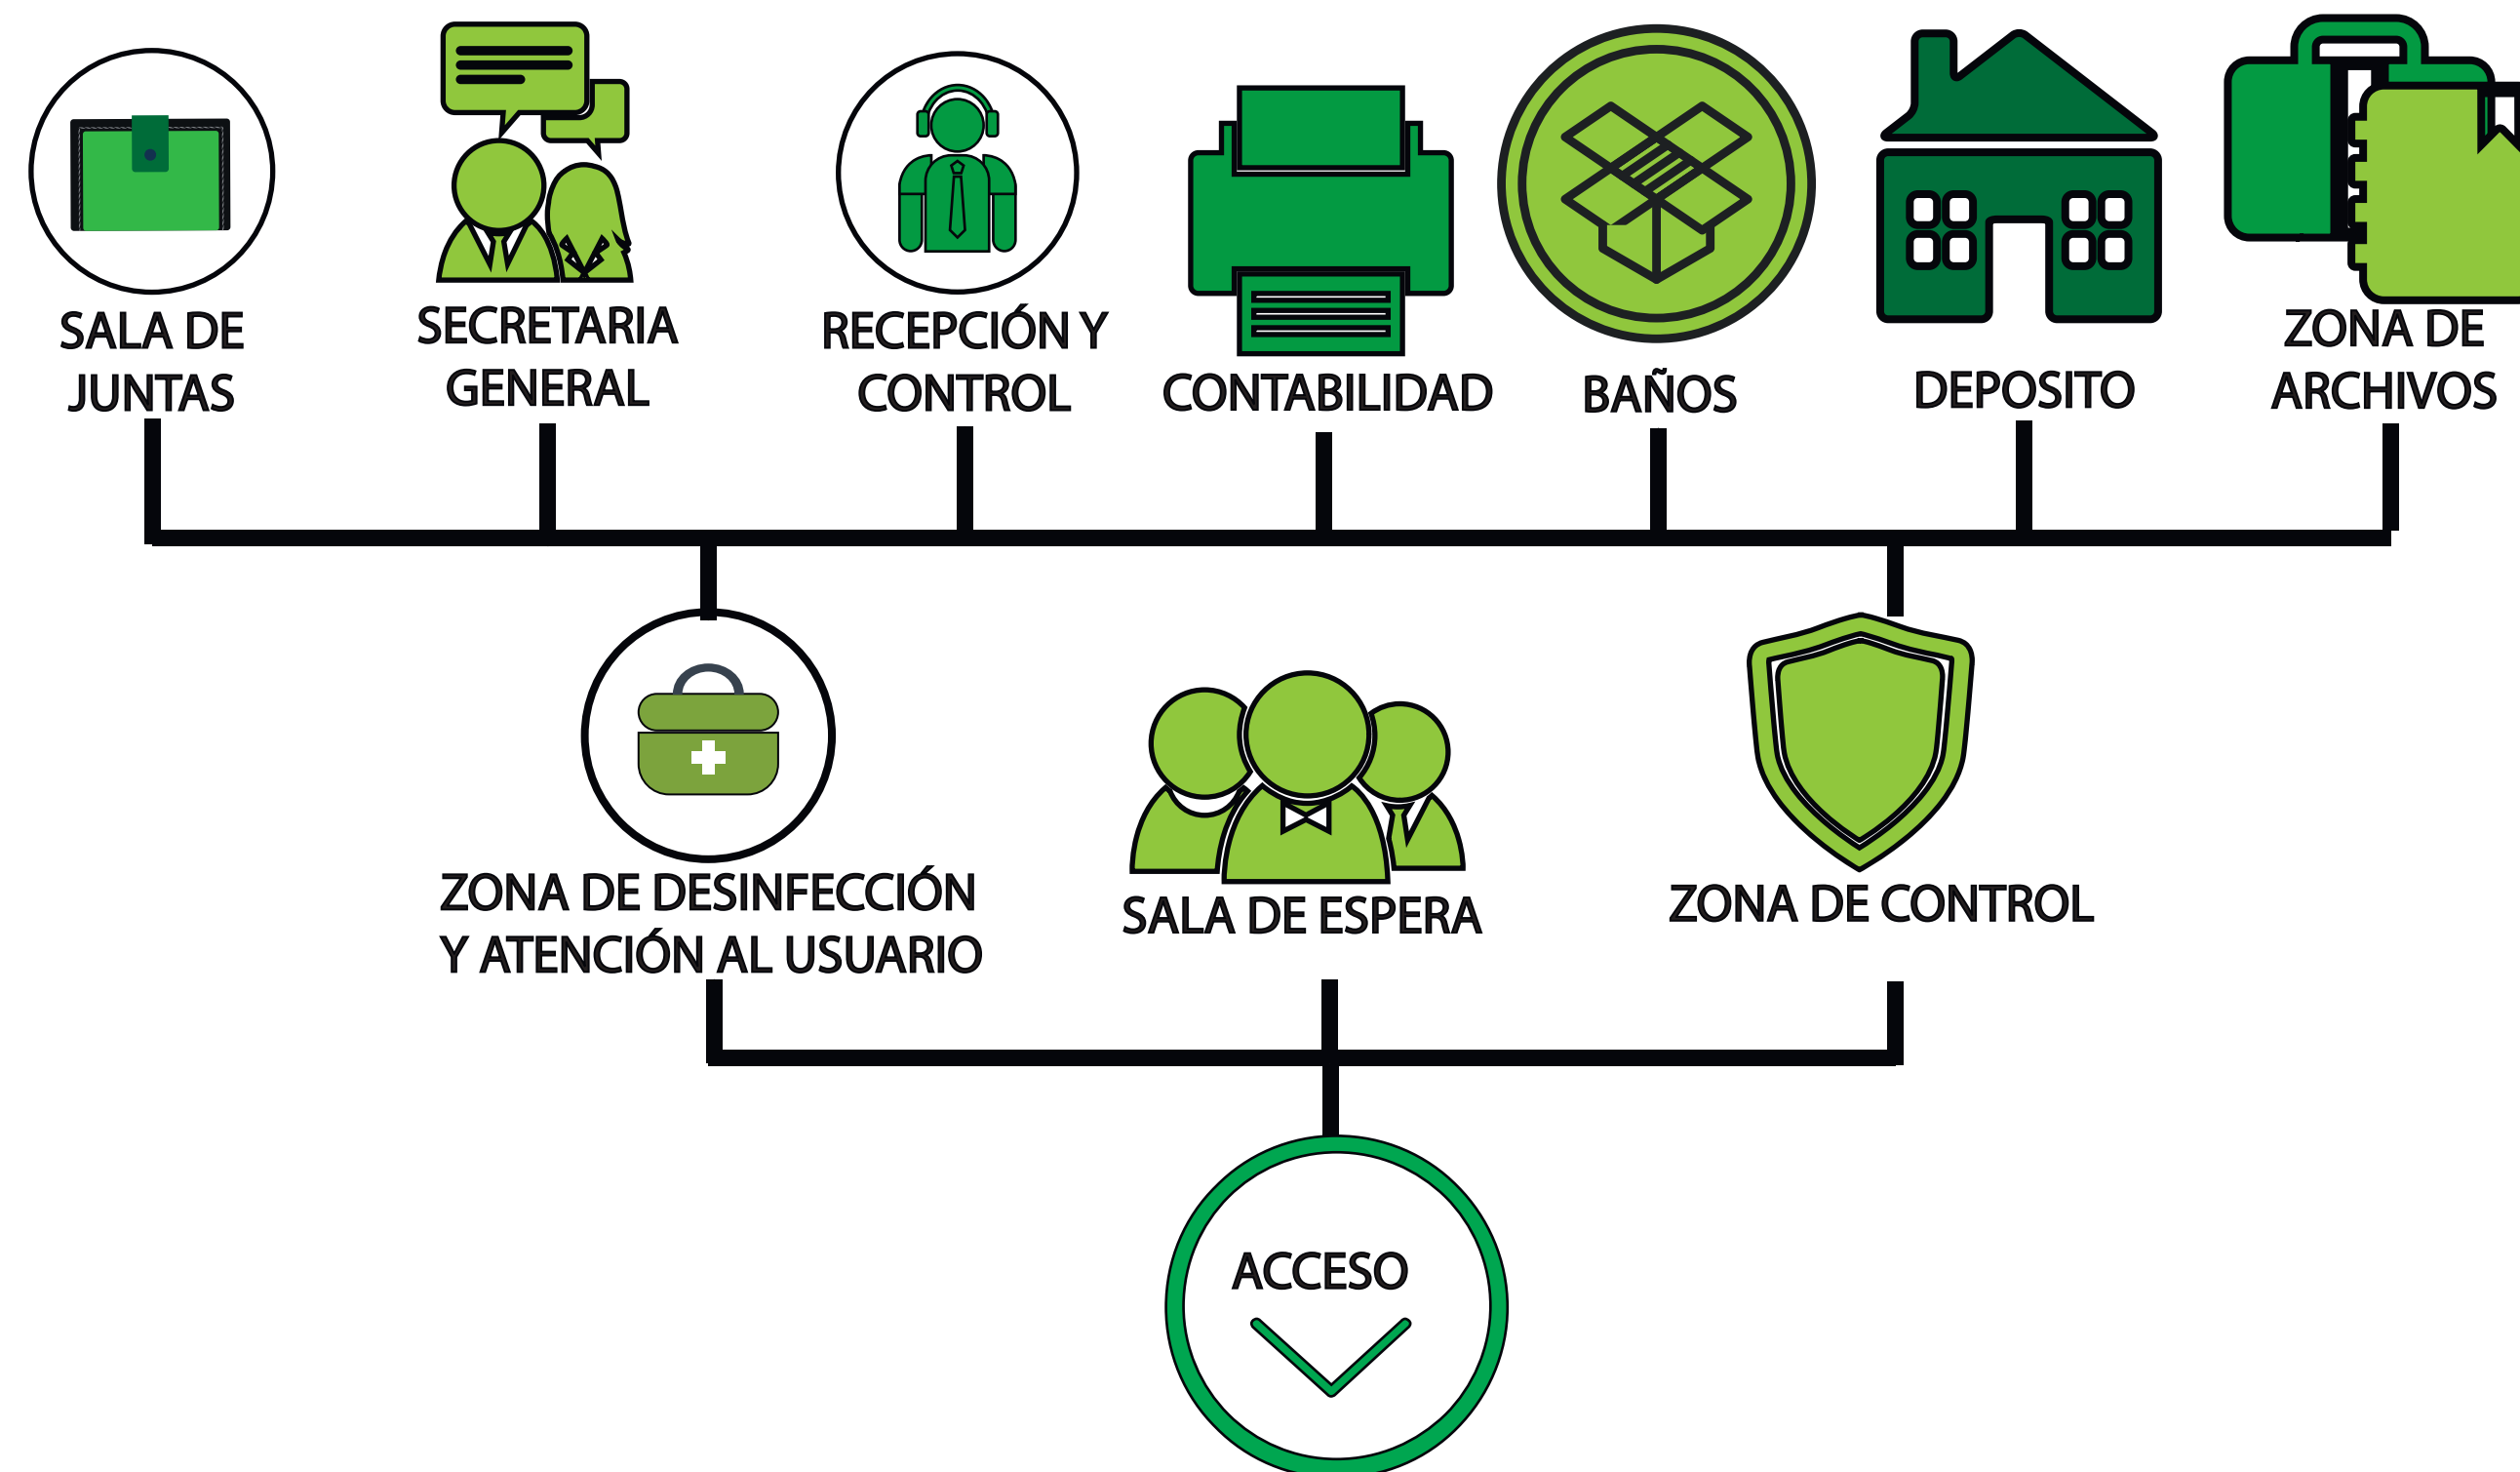 SALA DE
JUNTAS
SECRETARIA
GENERAL
RECEPCIÓN Y
CONTROL
CONTABILIDAD
BAÑOS
DEPOSITO
ZONA DE
ARCHIVOS
ZONA DE DESINFECCIÓN
Y ATENCIÓN AL USUARIO
SALA DE ESPERA
ZONA DE CONTROL
ACCESO